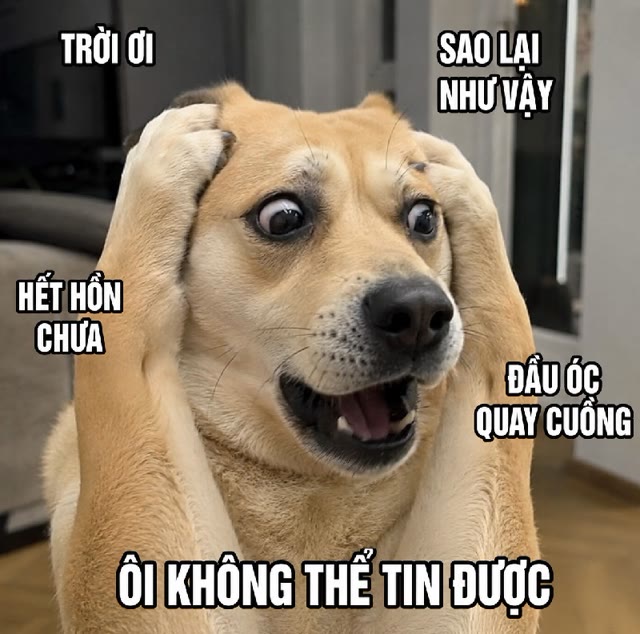 TRỜI ƠI
SAO LẠI
NHƯ VẬY
HẾT HỒN
CHƯA
ĐẦU ÓC
QUAY CUỒNG
ÔI KHÔNG THỂ TIN ĐƯỢC